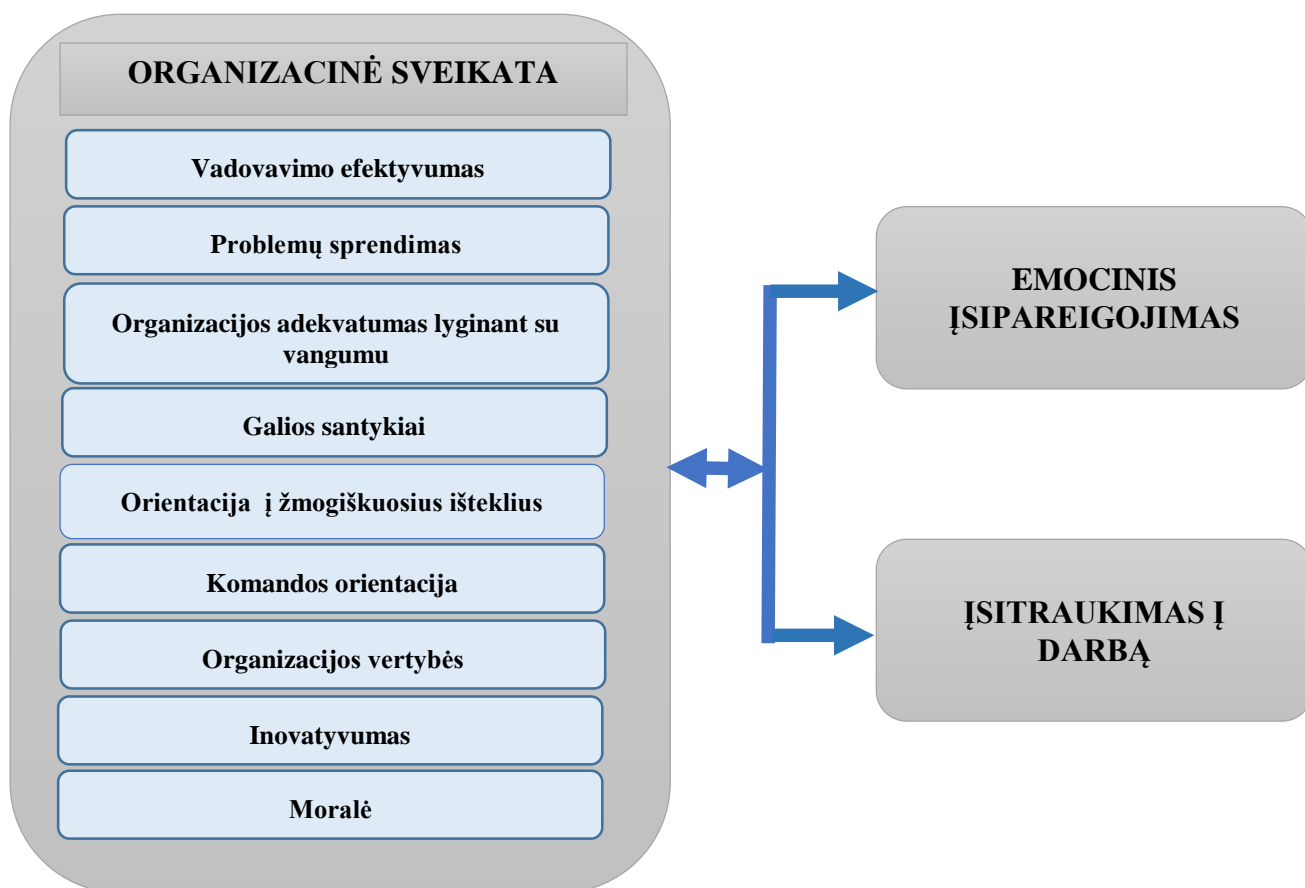 ORGANIZACINĖ SVEIKATA
Vadovavimo efektyvumas
Problemų sprendimas
Organizacijos adekvatumas lyginant su
vangumu
Galios santykiai
Orientacija į žmogiškuosius išteklius
Komandos orientacija
Organizacijos vertybės
Inovatyvumas
Moralė
EMOCINIS
ĮSIPAREIGOJIMAS
ĮSITRAUKIMAS Į
DARBĄ